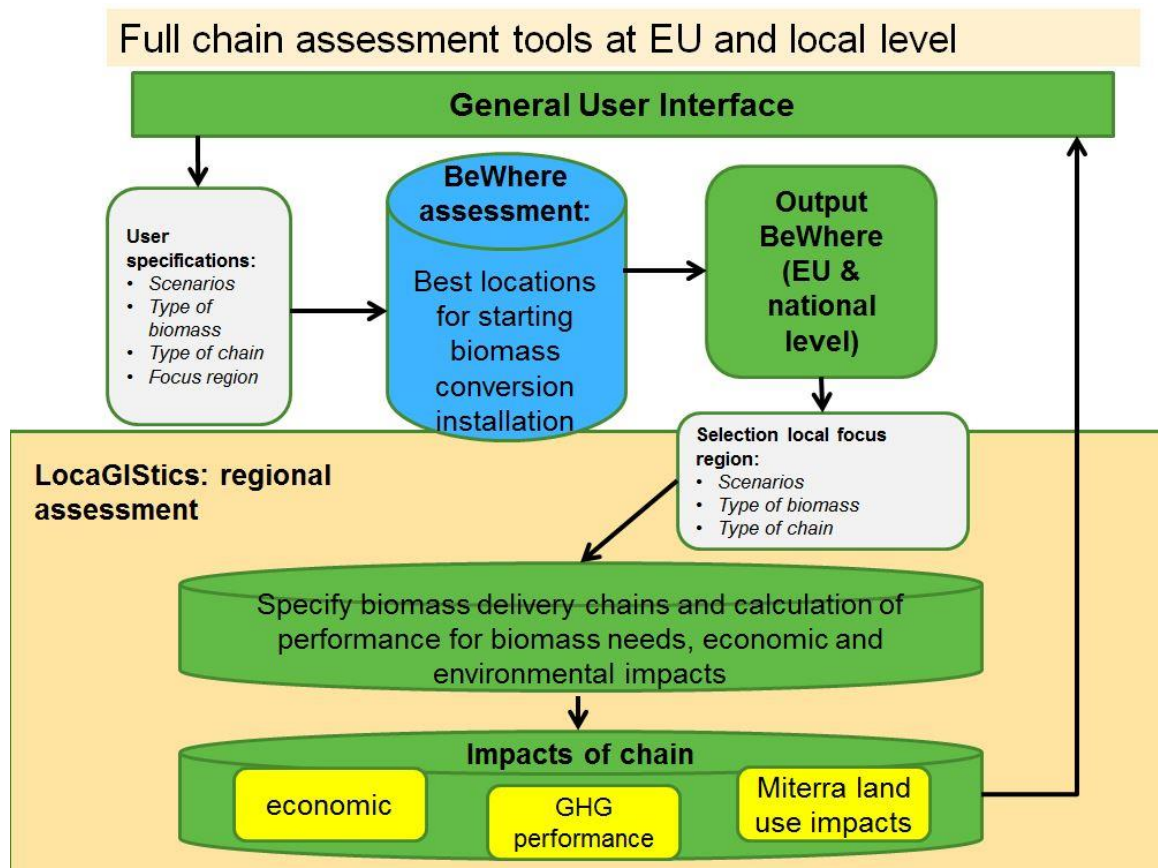 Full chain assessment tools at EU and local level
General User Interface
User
specifications:
• Scenarios
• Type of
biomass
• Type of chain
• Focus region
BeWhere
assessment:
Best locations
for starting
biomass
conversion
installation
Output
BeWhere
(EU &
national
level)
Selection local focus
region:
• Scenarios
• Type of biomass
• Type of chain
LocaGIStics: regional
assessment
Specify biomass delivery chains and calculation of
performance for biomass needs, economic and
environmental impacts
Impacts of chain
economic
GHG
performance
Miterra land
use impacts